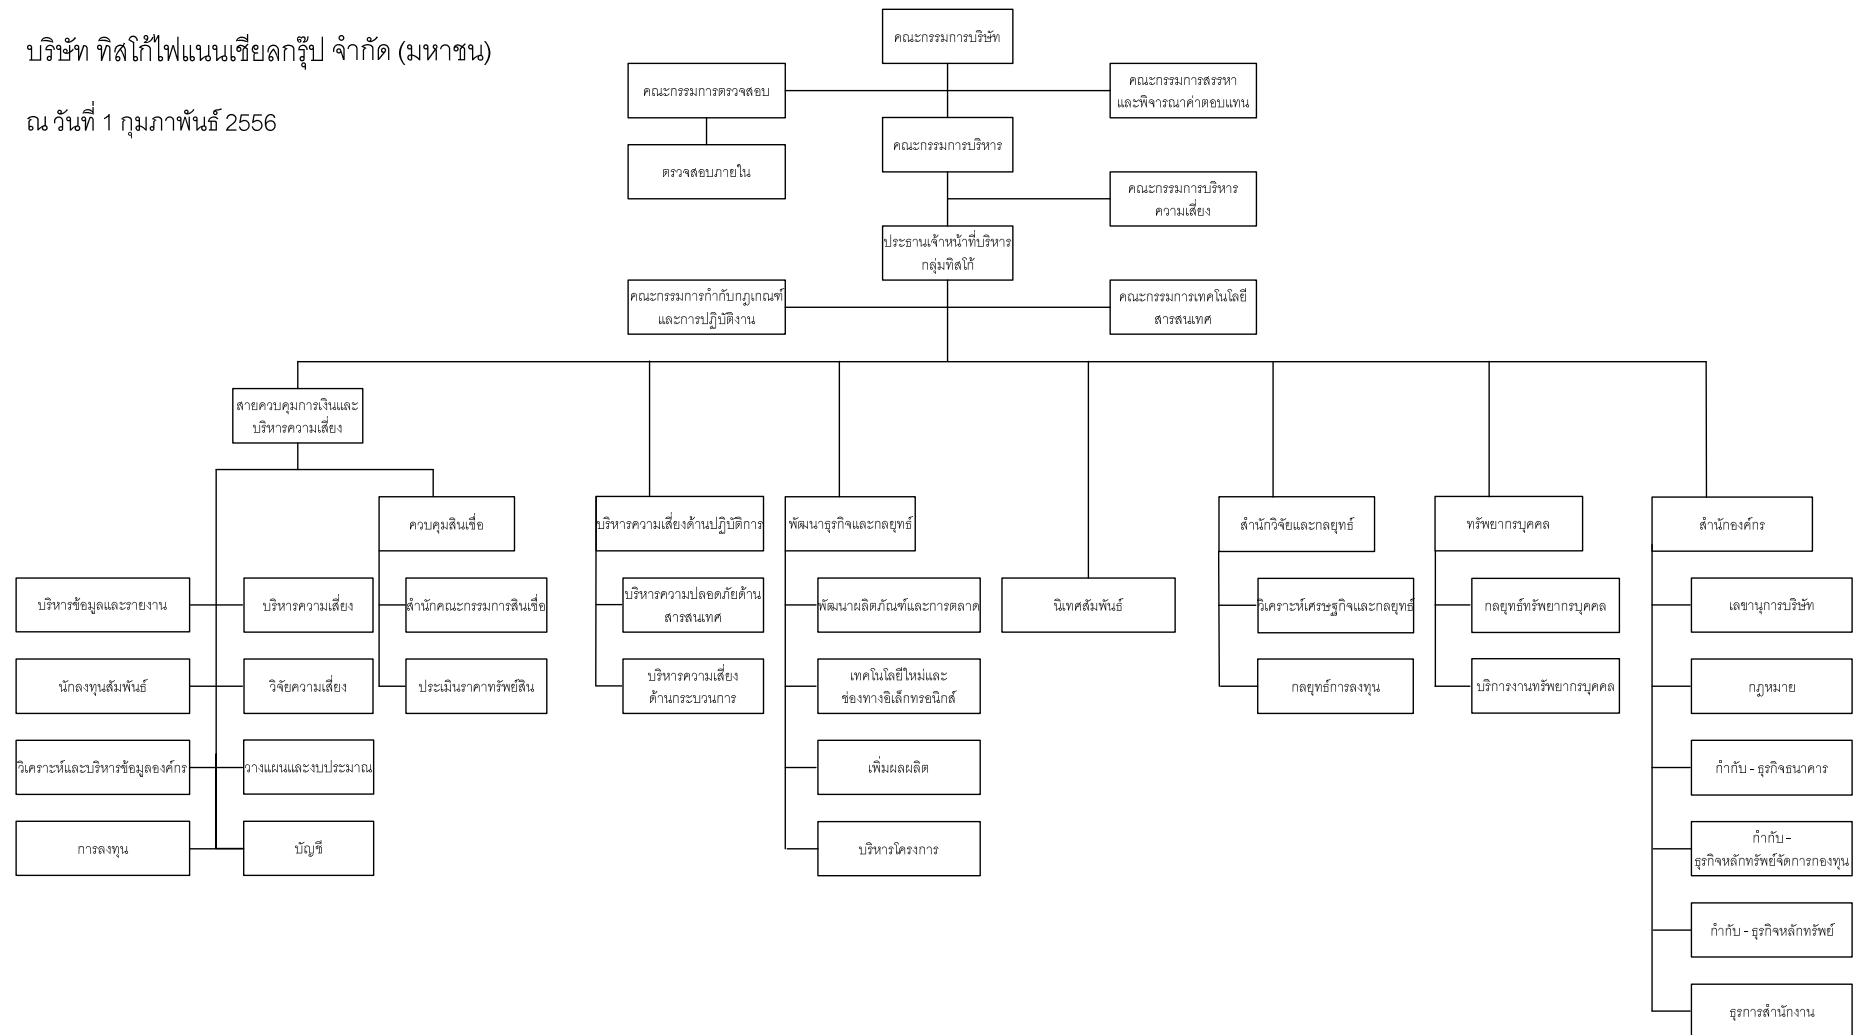 บริษัท ทิสโก้ไฟแนนเชียลกรุ๊ป จำกัด (มหาชน)
ณ วันที่ 1 กุมภาพันธ์ 2556
คณะกรรมการบริษัท
คณะกรรมการตรวจสอบ
คณะกรรมการสรรหา
และพิจารณาค่าตอบแทน
คณะกรรมการบริหาร
ตรวจสอบภายใน
คณะกรรมการบริหาร
ความเสี่ยง
ประธานเจ้าหน้าที่บริหาร
กลุ่มทิสโก้
คณะกรรมการกำกับกฎเกณฑ์
และการปฏิบัติงาน
คณะกรรมการเทคโนโลยี
สารสนเทศ
สายควบคุมการเงินและ
บริหารความเสี่ยง
ควบคุมสินเชื่อ
บริหารความเสี่ยงด้านปฏิบัติการ
พัฒนาธุรกิจและกลยุทธ์
สำนักวิจัยและกลยุทธ์
ทรัพยากรบุคคล
สำนักองค์กร
บริหารข้อมูลและรายงาน
บริหารความเสี่ยง
สำนักคณะกรรมการสินเชื่อ
บริหารความปลอดภัยด้าน
สารสนเทศ
พัฒนาผลิตภัณฑ์และการตลาด
นิเทศสัมพันธ์
วิเคราะห์เศรษฐกิจและกลยุทธ์
กลยุทธ์ทรัพยากรบุคคล
เลขานุการบริษัท
นักลงทุนสัมพันธ์
วิจัยความเสี่ยง
ประเมินราคาทรัพย์สิน
บริหารความเสี่ยง
ด้านกระบวนการ
เทคโนโลยีใหม่และ
ช่องทางอิเล็กทรอนิกส์
กลยุทธ์การลงทุน
บริการงานทรัพยากรบุคคล
กฎหมาย
วิเคราะห์และบริหารข้อมูลองค์กร
วางแผนและงบประมาณ
เพิ่มผลผลิต
กำกับ - ธุรกิจธนาคาร
การลงทุน
บัญชี
บริหารโครงการ
กำกับ -
ธุรกิจหลักทรัพย์จัดการกองทุน
กำกับ - ธุรกิจหลักทรัพย์
ธุรการสำนักงาน